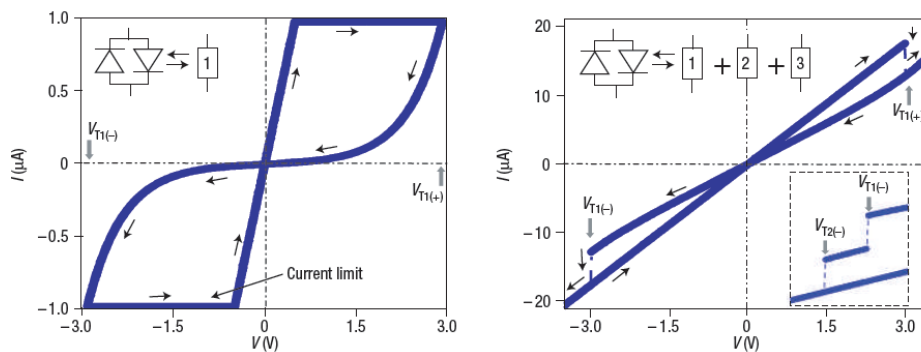 1.0
0.5
0
−0.5
−1.0
I (μA)
1
V_T1(−)
V_T1(+)
Current limit
−3.0 −1.5 0 1.5 3.0
V (V)
20
10
0
−10
−20
I (μA)
1 + 2 + 3
V_T1(+)
V_T1(−)
V_T1(−)
V_T2(−)
−3.0 −1.5 0 1.5 3.0
V (V)